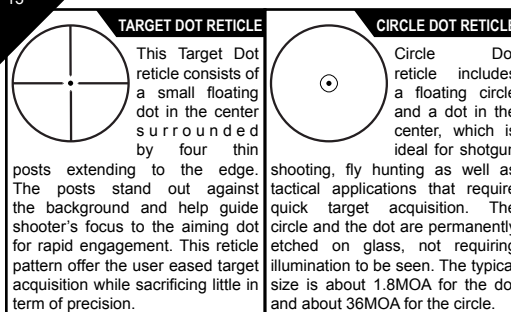 TARGET DOT RETICLE
This Target Dot
reticle consists of
a small floating
dot in the center
surrounded
by four thin
posts extending to the edge.
The posts stand out against
the background and help guide
shooter's focus to the aiming dot
for rapid engagement. This reticle
pattern offer the user eased target
acquisition while sacrificing little in
term of precision.
CIRCLE DOT RETICLE
Circle Do
reticle includes
a floating circle
and a dot in the
center, which is
ideal for shotgun
shooting, fly hunting as well as
tactical applications that require
quick target acquisition. The
circle and the dot are permanently
etched on glass, not requiring
illumination to be seen. The typical
size is about 1.8MOA for the do
and about 36MOA for the circle.